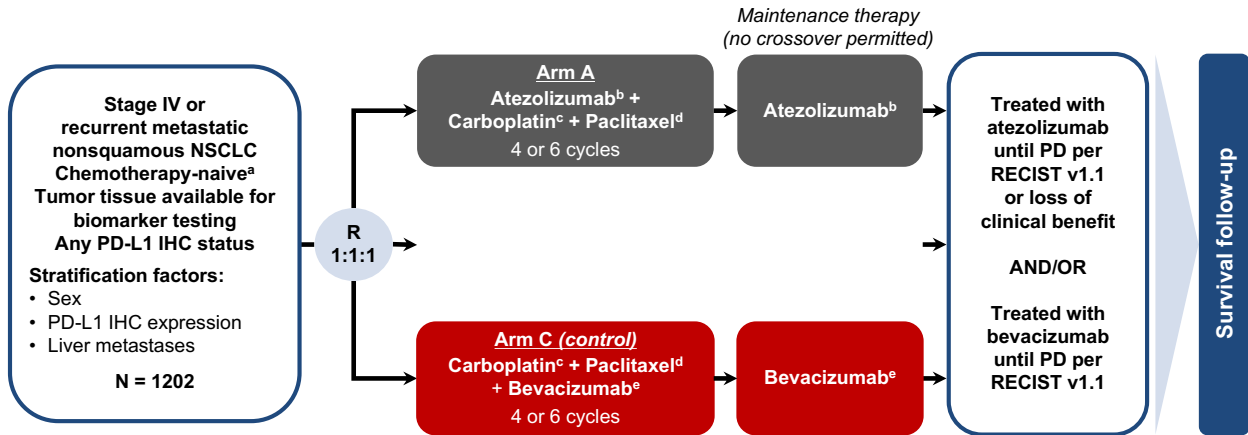 Stage IV or
recurrent metastatic
nonsquamous NSCLC
Chemotherapy-naiveᵃ
Tumor tissue available for
biomarker testing
Any PD-L1 IHC status
Stratification factors:
• Sex
• PD-L1 IHC expression
• Liver metastases
N = 1202
R
1:1:1
Arm A
Atezolizumabᵇ +
Carboplatinᶜ + Paclitaxelᵈ
4 or 6 cycles
Maintenance therapy
(no crossover permitted)
Atezolizumabᵇ
Arm C (control)
Carboplatinᶜ + Paclitaxelᵈ
+ Bevacizumabᵉ
4 or 6 cycles
Bevacizumabᵉ
Treated with
atezolizumab
until PD per
RECIST v1.1
or loss of
clinical benefit
AND/OR
Treated with
bevacizumab
until PD per
RECIST v1.1
Survival follow-up